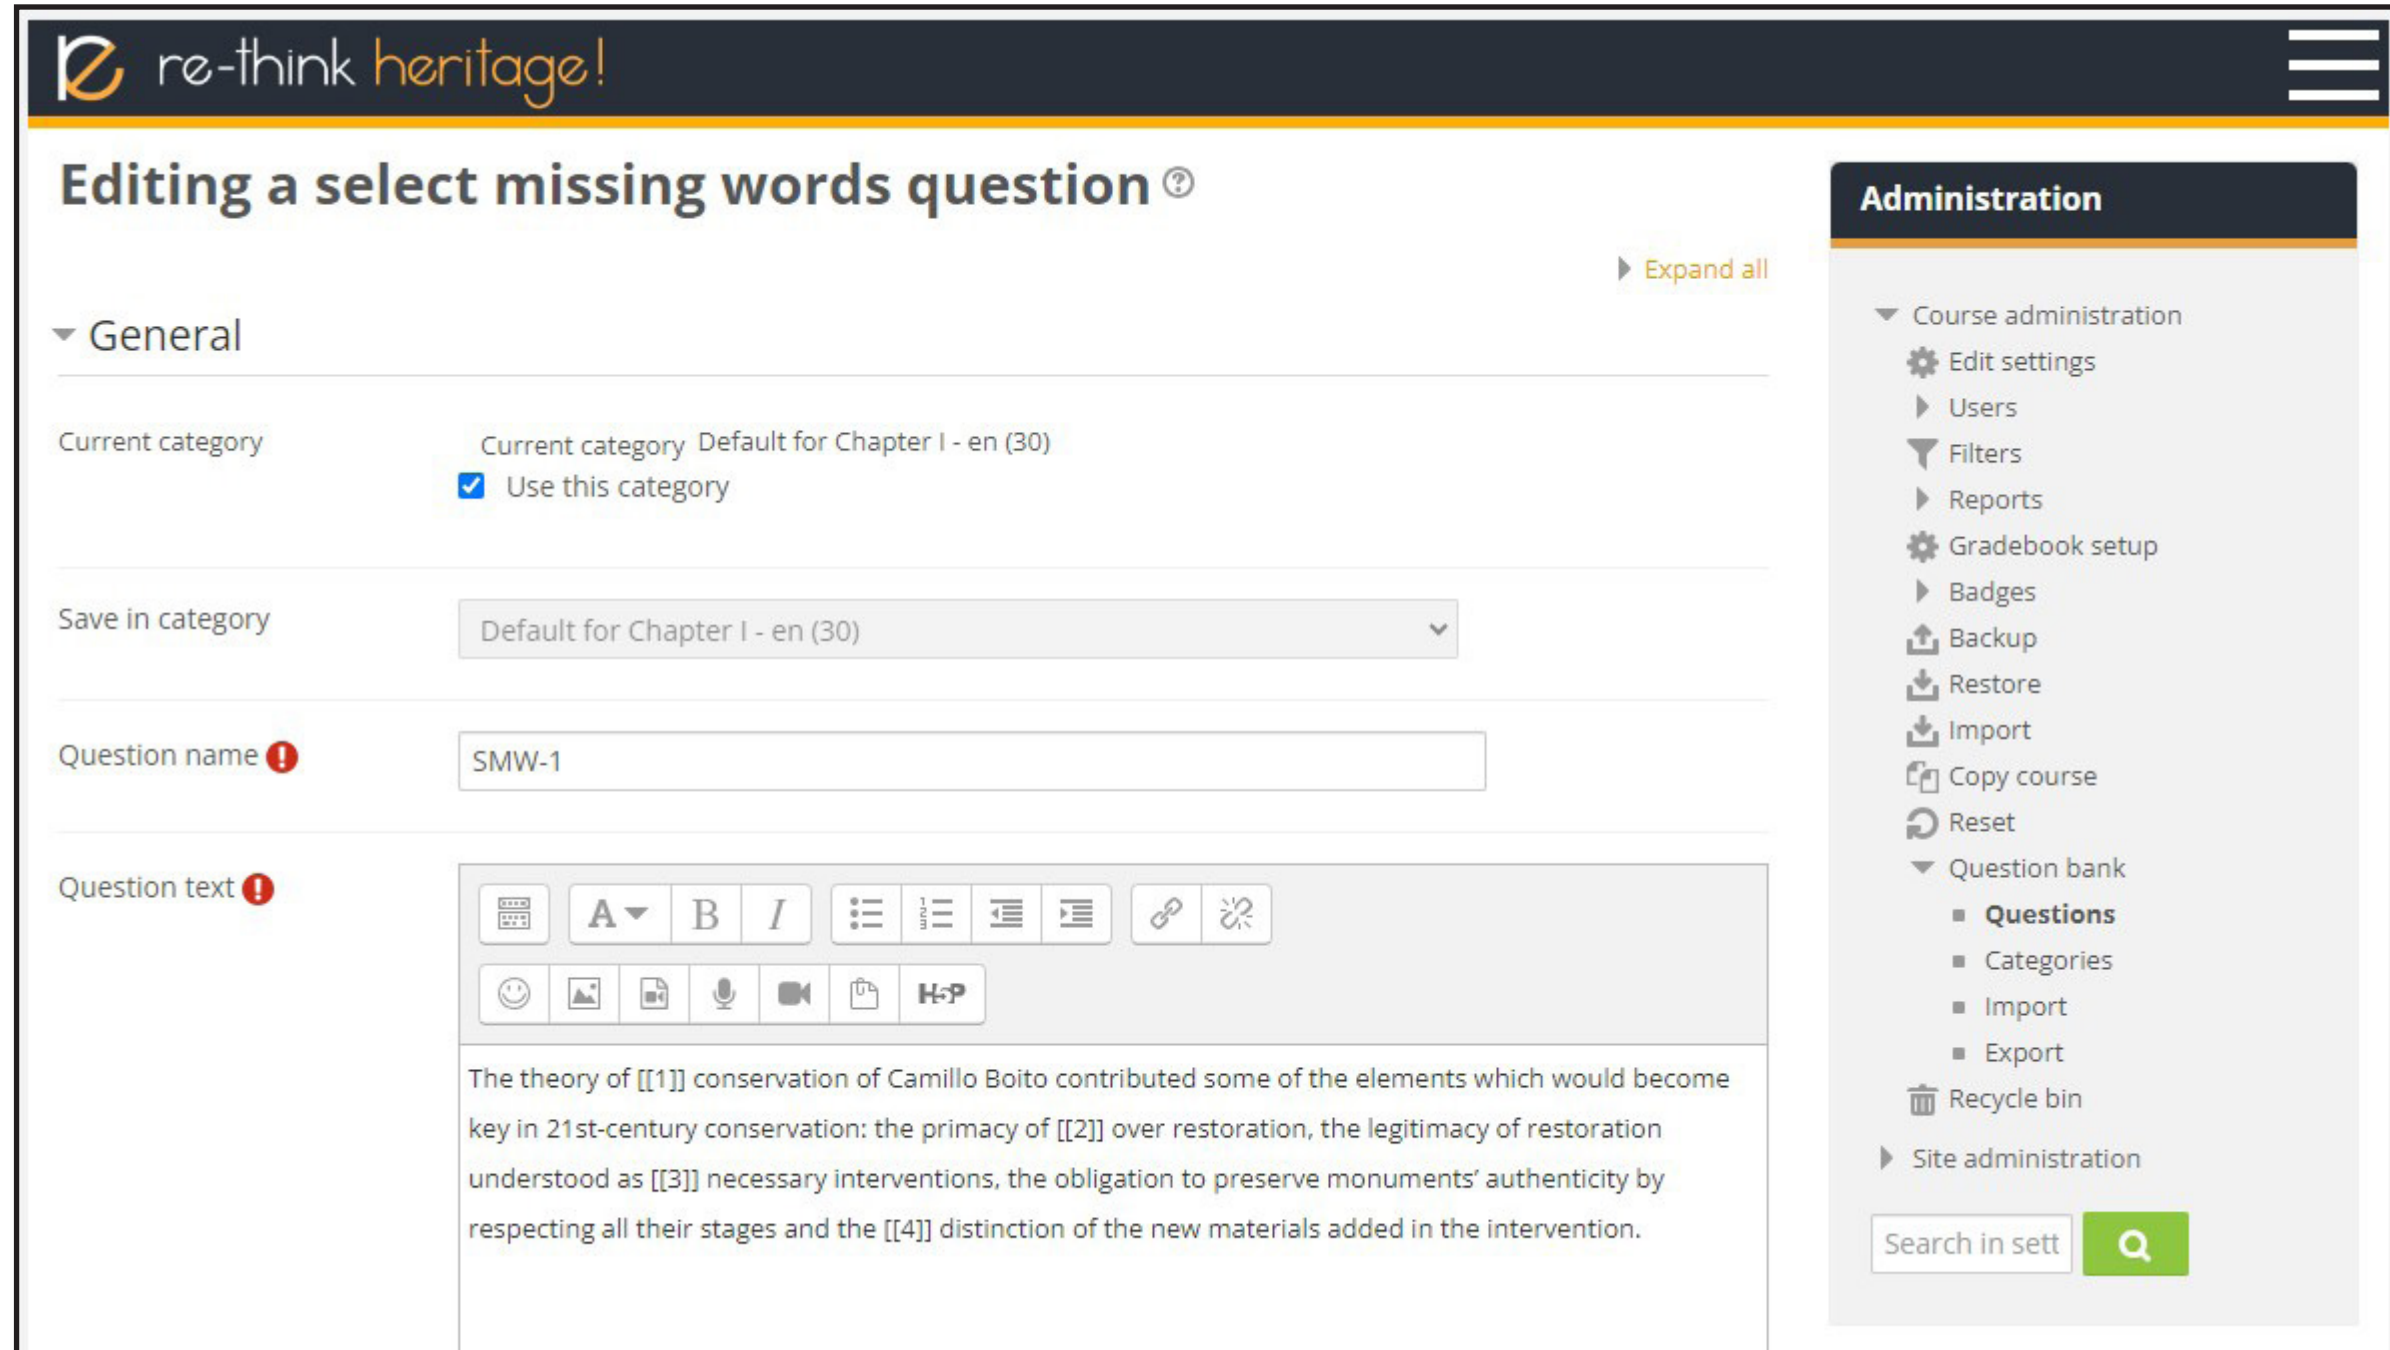 re-think heritage!
Editing a select missing words question
Expand all
General
Current category
Current category Default for Chapter I - en (30)
Use this category
Save in category
Default for Chapter I - en (30)
Question name
SMW-1
Question text
A B I
H5P
The theory of [[1]] conservation of Camillo Boito contributed some of the elements which would become
key in 21st-century conservation: the primacy of [[2]] over restoration, the legitimacy of restoration
understood as [[3]] necessary interventions, the obligation to preserve monuments’ authenticity by
respecting all their stages and the [[4]] distinction of the new materials added in the intervention.
Administration
Course administration
Edit settings
Users
Filters
Reports
Gradebook setup
Badges
Backup
Restore
Import
Copy course
Reset
Question bank
Questions
Categories
Import
Export
Recycle bin
Site administration
Search in sett